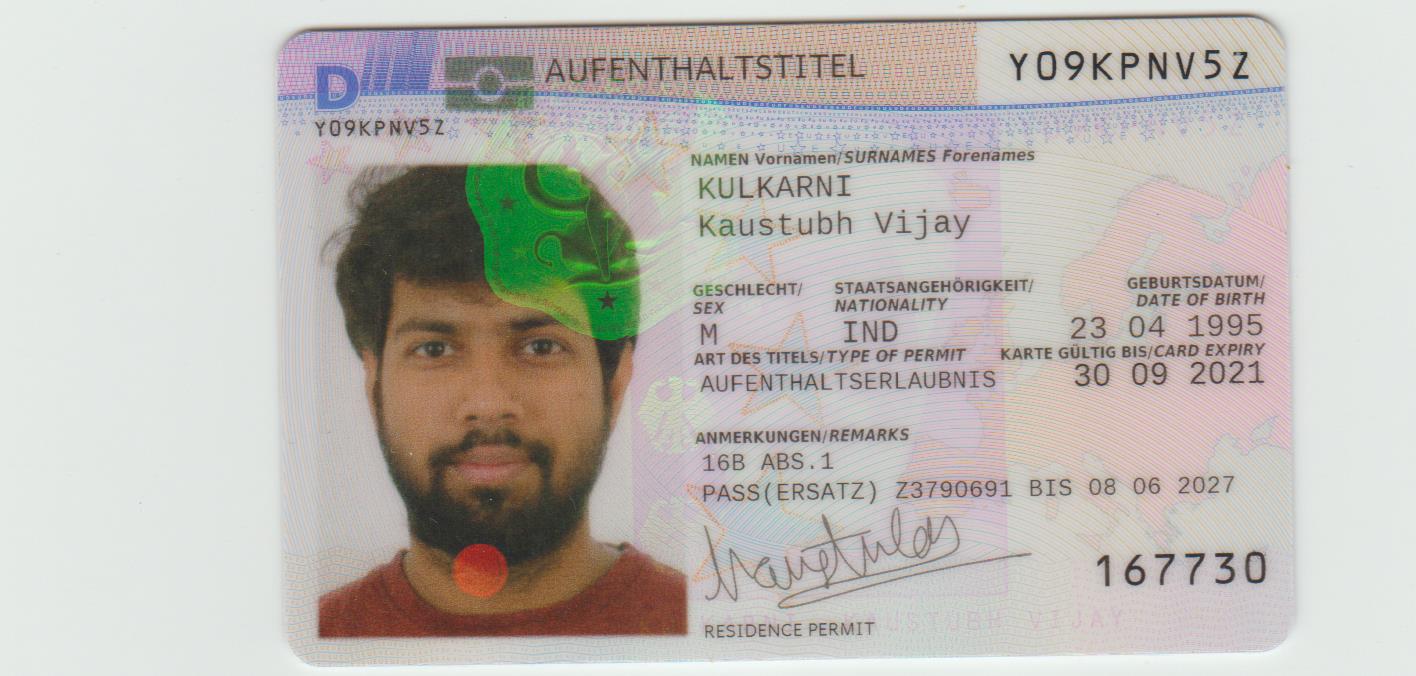 D AUFENTHALTSTITEL Y09KPNV5Z
Y09KPNV5Z
NAMEN Vornamen/SURNAMES Forenames
KULKARNI
Kaustubh Vijay
GESCHLECHT/ STAATSANGEHÖRIGKEIT/ GEBURTSDATUM/
SEX NATIONALITY DATE OF BIRTH
M IND 23 04 1995
ART DES TITELS/TYPE OF PERMIT KARTE GÜLTIG BIS/CARD EXPIRY
AUFENTHALTSERLAUBNIS 30 09 2021
ANMERKUNGEN/REMARKS
16B ABS.1
PASS(ERSATZ) Z3790691 BIS 08 06 2027
167730
KAUSTUBH VIJAY
RESIDENCE PERMIT